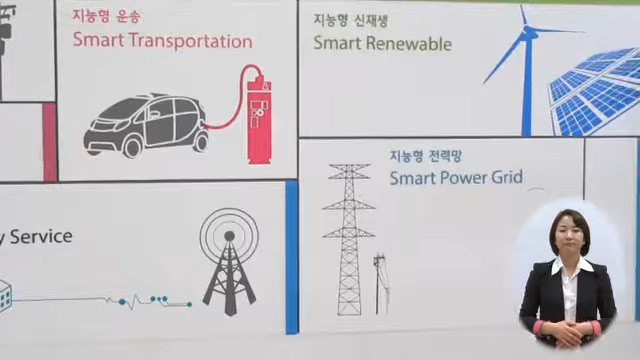 지능형 운송
Smart Transportation
지능형 신재생
Smart Renewable
지능형 전력망
Smart Power Grid
y Service